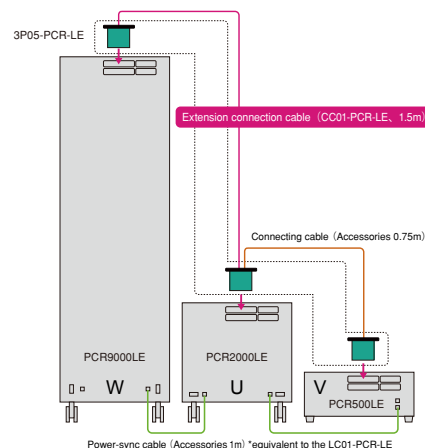 3P05-PCR-LE
Extension connection cable (CC01-PCR-LE、1.5m)
Connecting cable (Accessories 0.75m)
PCR9000LE
W
PCR2000LE
U
V
PCR500LE
Power-sync cable (Accessories 1m) *equivalent to the LC01-PCR-LE